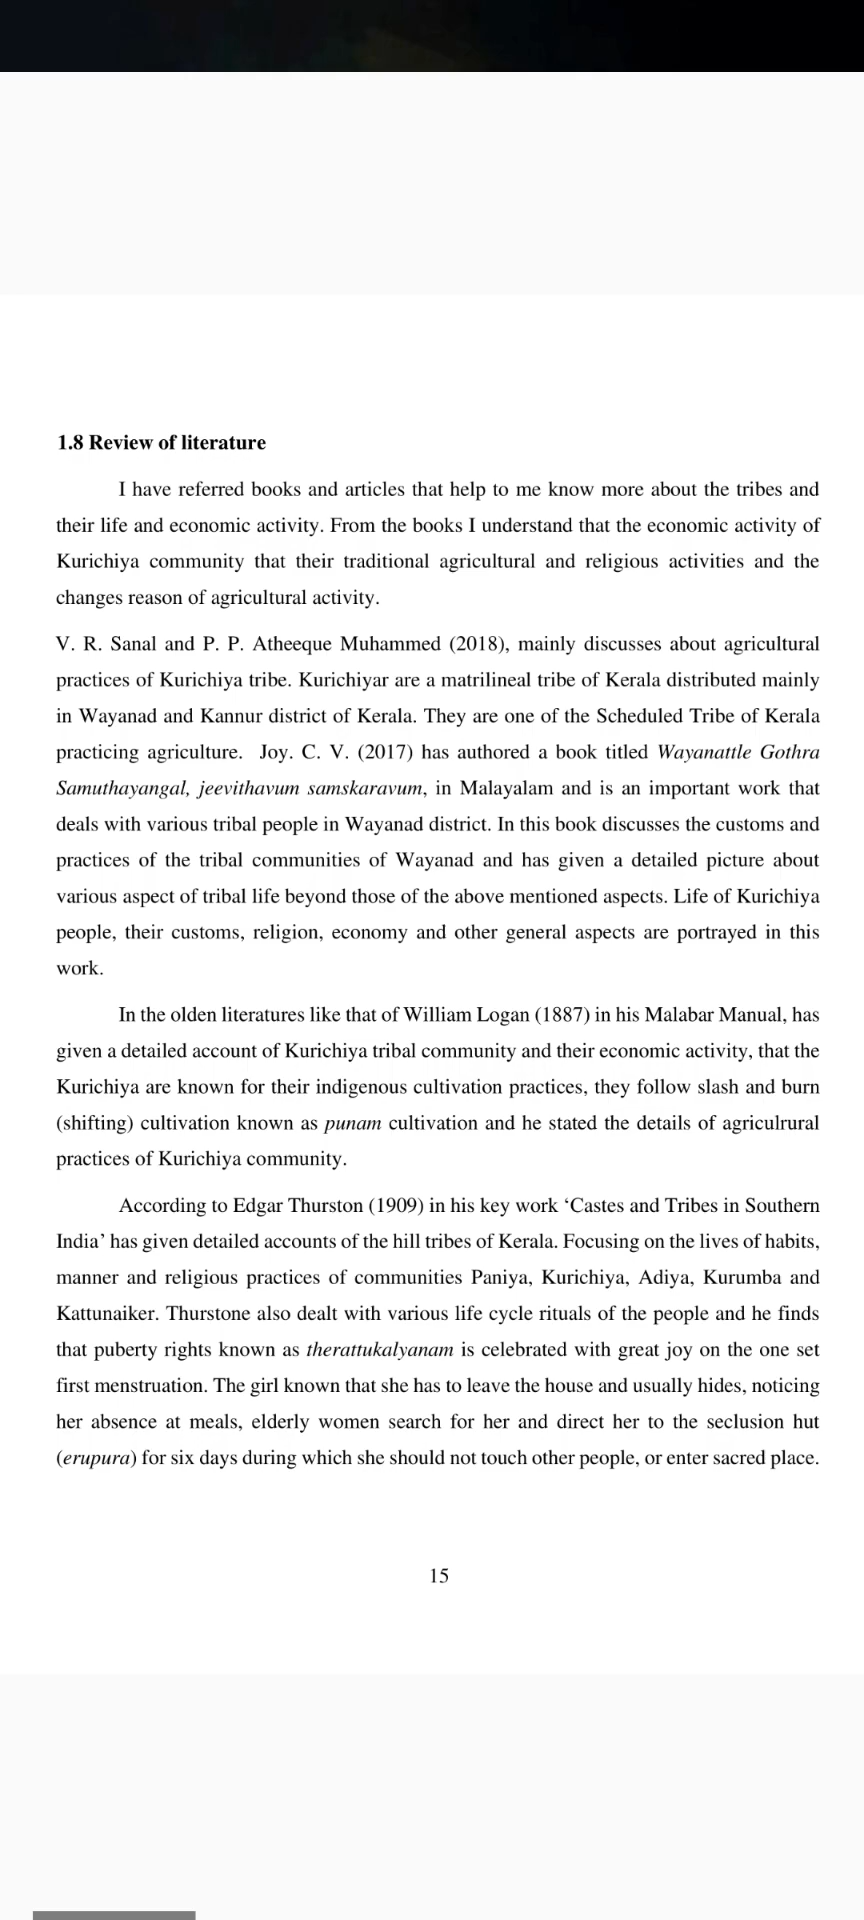 1.8 Review of literature
I have referred books and articles that help to me know more about the tribes and
their life and economic activity. From the books I understand that the economic activity of
Kurichiya community that their traditional agricultural and religious activities and the
changes reason of agricultural activity.
V. R. Sanal and P. P. Atheeque Muhammed (2018), mainly discusses about agricultural
practices of Kurichiya tribe. Kurichiyar are a matrilineal tribe of Kerala distributed mainly
in Wayanad and Kannur district of Kerala. They are one of the Scheduled Tribe of Kerala
practicing agriculture. Joy. C. V. (2017) has authored a book titled Wayanattle Gothra
Samuthayangal, jeevithavum samskaravum, in Malayalam and is an important work that
deals with various tribal people in Wayanad district. In this book discusses the customs and
practices of the tribal communities of Wayanad and has given a detailed picture about
various aspect of tribal life beyond those of the above mentioned aspects. Life of Kurichiya
people, their customs, religion, economy and other general aspects are portrayed in this
work.
In the olden literatures like that of William Logan (1887) in his Malabar Manual, has
given a detailed account of Kurichiya tribal community and their economic activity, that the
Kurichiya are known for their indigenous cultivation practices, they follow slash and burn
(shifting) cultivation known as punam cultivation and he stated the details of agriculrural
practices of Kurichiya community.
According to Edgar Thurston (1909) in his key work ‘Castes and Tribes in Southern
India’ has given detailed accounts of the hill tribes of Kerala. Focusing on the lives of habits,
manner and religious practices of communities Paniya, Kurichiya, Adiya, Kurumba and
Kattunaiker. Thurstone also dealt with various life cycle rituals of the people and he finds
that puberty rights known as therattukalyanam is celebrated with great joy on the one set
first menstruation. The girl known that she has to leave the house and usually hides, noticing
her absence at meals, elderly women search for her and direct her to the seclusion hut
(erupura) for six days during which she should not touch other people, or enter sacred place.
15